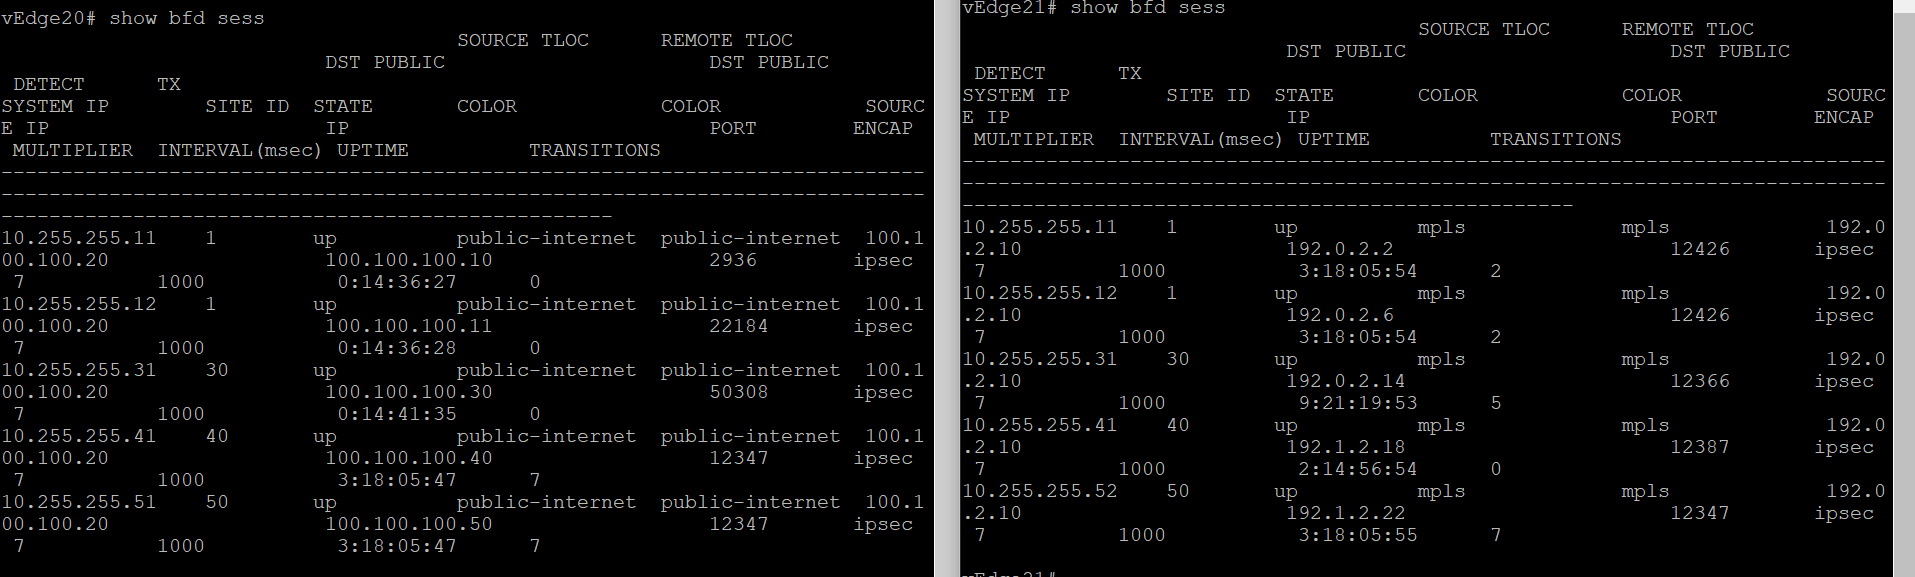 vEdge20# show bfd sess
SOURCE TLOC REMOTE TLOC
DST PUBLIC DST PUBLIC
DETECT TX
SYSTEM IP SITE ID STATE COLOR COLOR SOURC
E IP IP PORT ENCAP
MULTIPLIER INTERVAL(msec) UPTIME TRANSITIONS
-----------------------------------------------------------------------------
-----------------------------------------------------------------------------
---------------------------------------------------
10.255.255.11 1 up public-internet public-internet 100.1
00.100.20 100.100.100.10 2936 ipsec
7 1000 0:14:36:27 0
10.255.255.12 1 up public-internet public-internet 100.1
00.100.20 100.100.100.11 22184 ipsec
7 1000 0:14:36:28 0
10.255.255.31 30 up public-internet public-internet 100.1
00.100.20 100.100.100.30 50308 ipsec
7 1000 0:14:41:35 0
10.255.255.41 40 up public-internet public-internet 100.1
00.100.20 100.100.100.40 12347 ipsec
7 1000 3:18:05:47 7
10.255.255.51 50 up public-internet public-internet 100.1
00.100.20 100.100.100.50 12347 ipsec
7 1000 3:18:05:47 7
vEdge21# show bfd sess
SOURCE TLOC REMOTE TLOC
DST PUBLIC DST PUBLIC
DETECT TX
SYSTEM IP SITE ID STATE COLOR COLOR SOURC
E IP IP PORT ENCAP
MULTIPLIER INTERVAL(msec) UPTIME TRANSITIONS
-----------------------------------------------------------------------------
-----------------------------------------------------------------------------
---------------------------------------------------
10.255.255.11 1 up mpls mpls 192.0
.2.10 192.0.2.2 12426 ipsec
7 1000 3:18:05:54 2
10.255.255.12 1 up mpls mpls 192.0
.2.10 192.0.2.6 12426 ipsec
7 1000 3:18:05:54 2
10.255.255.31 30 up mpls mpls 192.0
.2.10 192.0.2.14 12366 ipsec
7 1000 9:21:19:53 5
10.255.255.41 40 up mpls mpls 192.0
.2.10 192.1.2.18 12387 ipsec
7 1000 2:14:56:54 0
10.255.255.52 50 up mpls mpls 192.0
.2.10 192.1.2.22 12347 ipsec
7 1000 3:18:05:55 7
vEdge21#